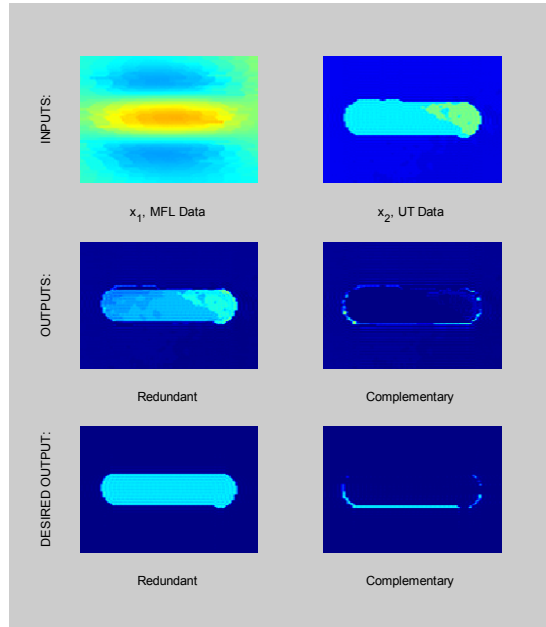 INPUTS:
x1, MFL Data
x2, UT Data
OUTPUTS:
Redundant
Complementary
DESIRED OUTPUT:
Redundant
Complementary